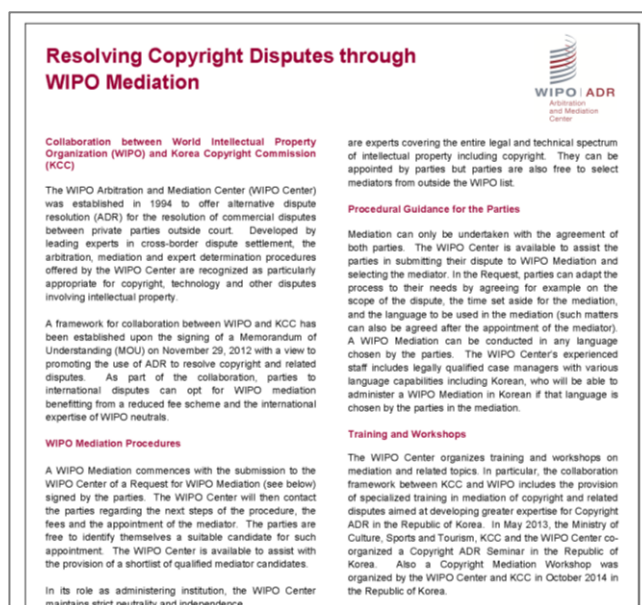 Resolving Copyright Disputes through
WIPO Mediation
WIPO | ADR
Arbitration
and Mediation
Center
Collaboration between World Intellectual Property
Organization (WIPO) and Korea Copyright Commission
(KCC)
The WIPO Arbitration and Mediation Center (WIPO Center)
was established in 1994 to offer alternative dispute
resolution (ADR) for the resolution of commercial disputes
between private parties outside court. Developed by
leading experts in cross-border dispute settlement, the
arbitration, mediation and expert determination procedures
offered by the WIPO Center are recognized as particularly
appropriate for copyright, technology and other disputes
involving intellectual property.
A framework for collaboration between WIPO and KCC has
been established upon the signing of a Memorandum of
Understanding (MOU) on November 29, 2012 with a view to
promoting the use of ADR to resolve copyright and related
disputes. As part of the collaboration, parties to
international disputes can opt for WIPO mediation
benefitting from a reduced fee scheme and the international
expertise of WIPO neutrals.
WIPO Mediation Procedures
A WIPO Mediation commences with the submission to the
WIPO Center of a Request for WIPO Mediation (see below)
signed by the parties. The WIPO Center will then contact
the parties regarding the next steps of the procedure, the
fees and the appointment of the mediator. The parties are
free to identify themselves a suitable candidate for such
appointment. The WIPO Center is available to assist with
the provision of a shortlist of qualified mediator candidates.
In its role as administering institution, the WIPO Center
maintains strict neutrality and independence.
are experts covering the entire legal and technical spectrum
of intellectual property including copyright. They can be
appointed by parties but parties are also free to select
mediators from outside the WIPO list.
Procedural Guidance for the Parties
Mediation can only be undertaken with the agreement of
both parties. The WIPO Center is available to assist the
parties in submitting their dispute to WIPO Mediation and
selecting the mediator. In the Request, parties can adapt the
process to their needs by agreeing for example on the
scope of the dispute, the time set aside for the mediation,
and the language to be used in the mediation (such matters
can also be agreed after the appointment of the mediator).
A WIPO Mediation can be conducted in any language
chosen by the parties. The WIPO Center's experienced
staff includes legally qualified case managers with various
language capabilities including Korean, who will be able to
administer a WIPO Mediation in Korean if that language is
chosen by the parties in the mediation.
Training and Workshops
The WIPO Center organizes training and workshops on
mediation and related topics. In particular, the collaboration
framework between KCC and WIPO includes the provision
of specialized training in mediation of copyright and related
disputes aimed at developing greater expertise for Copyright
ADR in the Republic of Korea. In May 2013, the Ministry of
Culture, Sports and Tourism, KCC and the WIPO Center co-
organized a Copyright ADR Seminar in the Republic of
Korea. Also a Copyright Mediation Workshop was
organized by the WIPO Center and KCC in October 2014 in
the Republic of Korea.